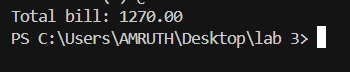 Total bill: 1270.00
PS C:\Users\AMRUTH\Desktop\lab 3>